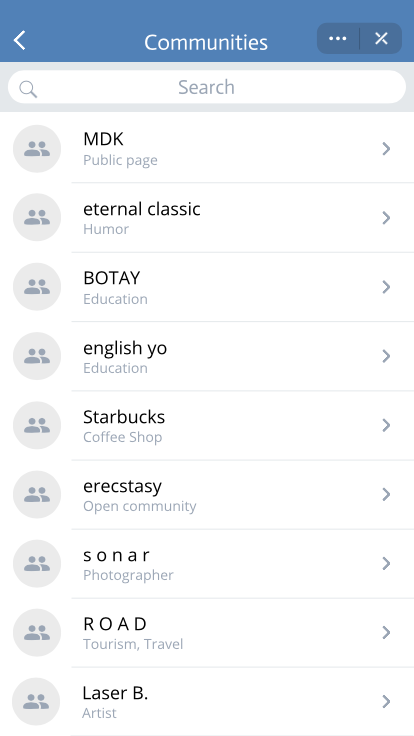 Communities
Search
MDK
Public page
eternal classic
Humor
BOTAY
Education
english yo
Education
Starbucks
Coffee Shop
erecstasy
Open community
s o n a r
Photographer
R O A D
Tourism, Travel
Laser B.
Artist